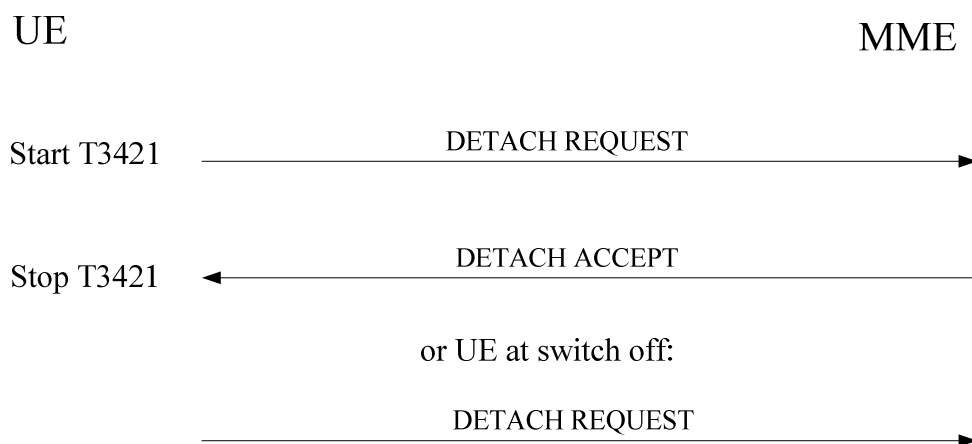 UE
MME
Start T3421
DETACH REQUEST
Stop T3421
DETACH ACCEPT
or UE at switch off:
DETACH REQUEST